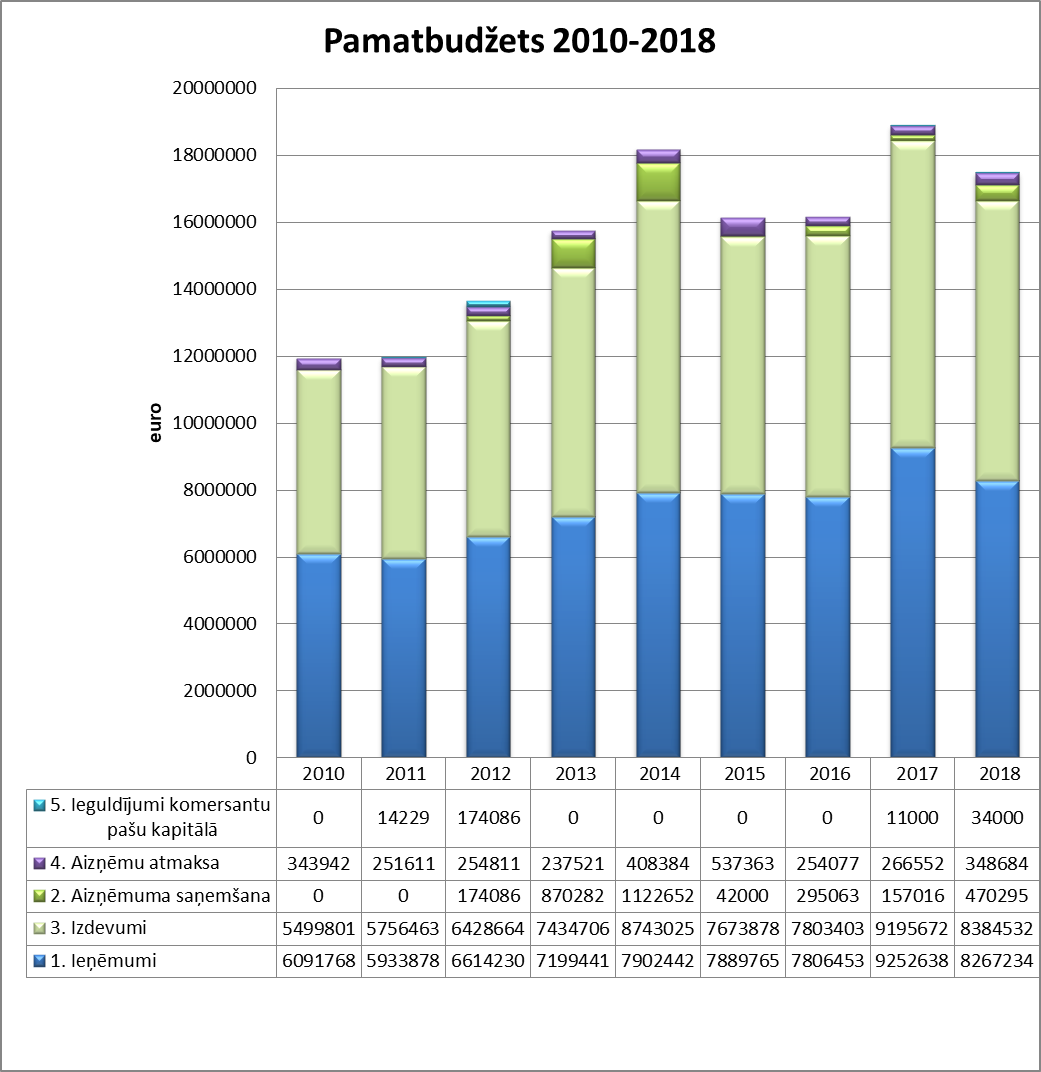 Pamatbudžets 2010-2018
20000000
18000000
16000000
14000000
12000000
10000000
8000000
6000000
4000000
2000000
0
euro
2010 2011 2012 2013 2014 2015 2016 2017 2018
5. Ieguldījumi komersantu
pašu kapitālā 0 14229 174086 0 0 0 0 11000 34000
4. Aizņēmu atmaksa 343942 251611 254811 237521 408384 537363 254077 266552 348684
2. Aizņēmuma saņemšana 0 0 174086 870282 1122652 42000 295063 157016 470295
3. Izdevumi 5499801 5756463 6428664 7434706 8743025 7673878 7803403 9195672 8384532
1. Ieņēmumi 6091768 5933878 6614230 7199441 7902442 7889765 7806453 9252638 8267234